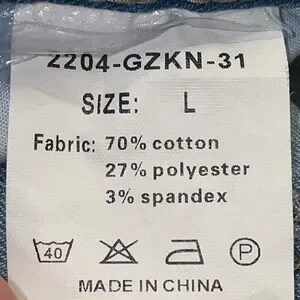 2204-GZKN-31
SIZE: L
Fabric: 70% cotton
27% polyester
3% spandex
40 P
MADE IN CHINA